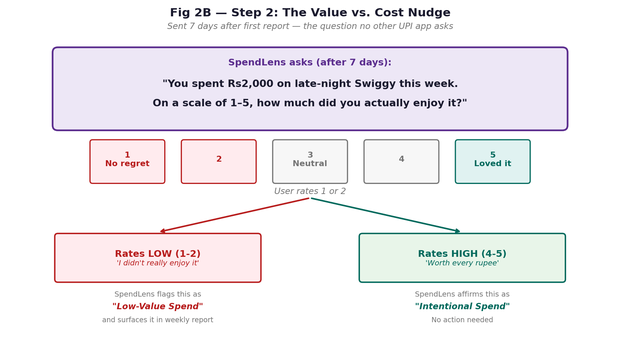 Fig 2B — Step 2: The Value vs. Cost Nudge
Sent 7 days after first report — the question no other UPI app asks
SpendLens asks (after 7 days):
"You spent Rs2,000 on late-night Swiggy this week.
On a scale of 1–5, how much did you actually enjoy it?"
1
No regret
2
3
Neutral
4
5
Loved it
User rates 1 or 2
Rates LOW (1-2)
'I didn't really enjoy it'
Rates HIGH (4-5)
'Worth every rupee'
SpendLens flags this as
"Low-Value Spend"
and surfaces it in weekly report
SpendLens affirms this as
"Intentional Spend"
No action needed